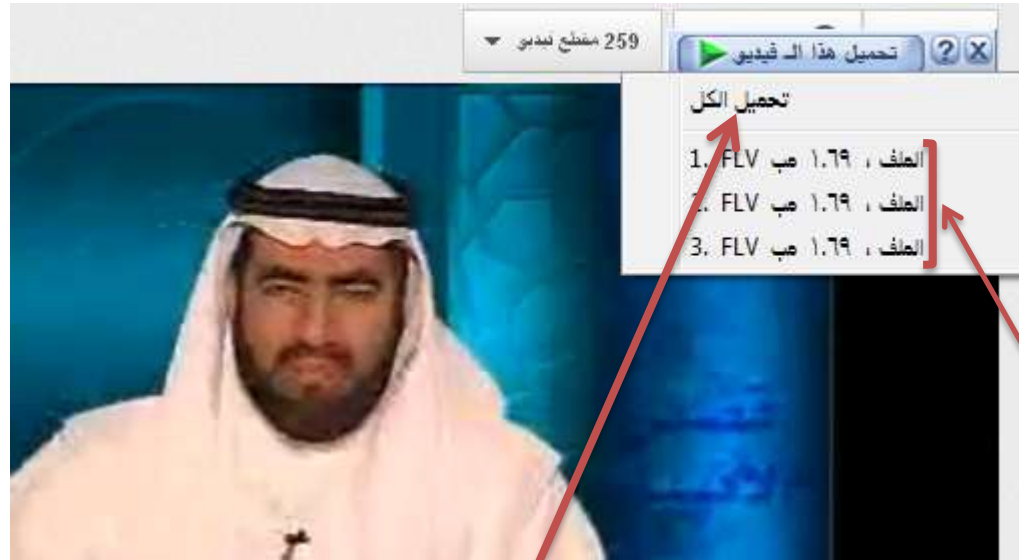 259 مقطع فيديو
تحميل هذا الـ فيديو
تحميل الكل
1. FLV الملف ، ١.٦٩ مب
2. FLV الملف ، ١.٦٩ مب
3. FLV الملف ، ١.٦٩ مب